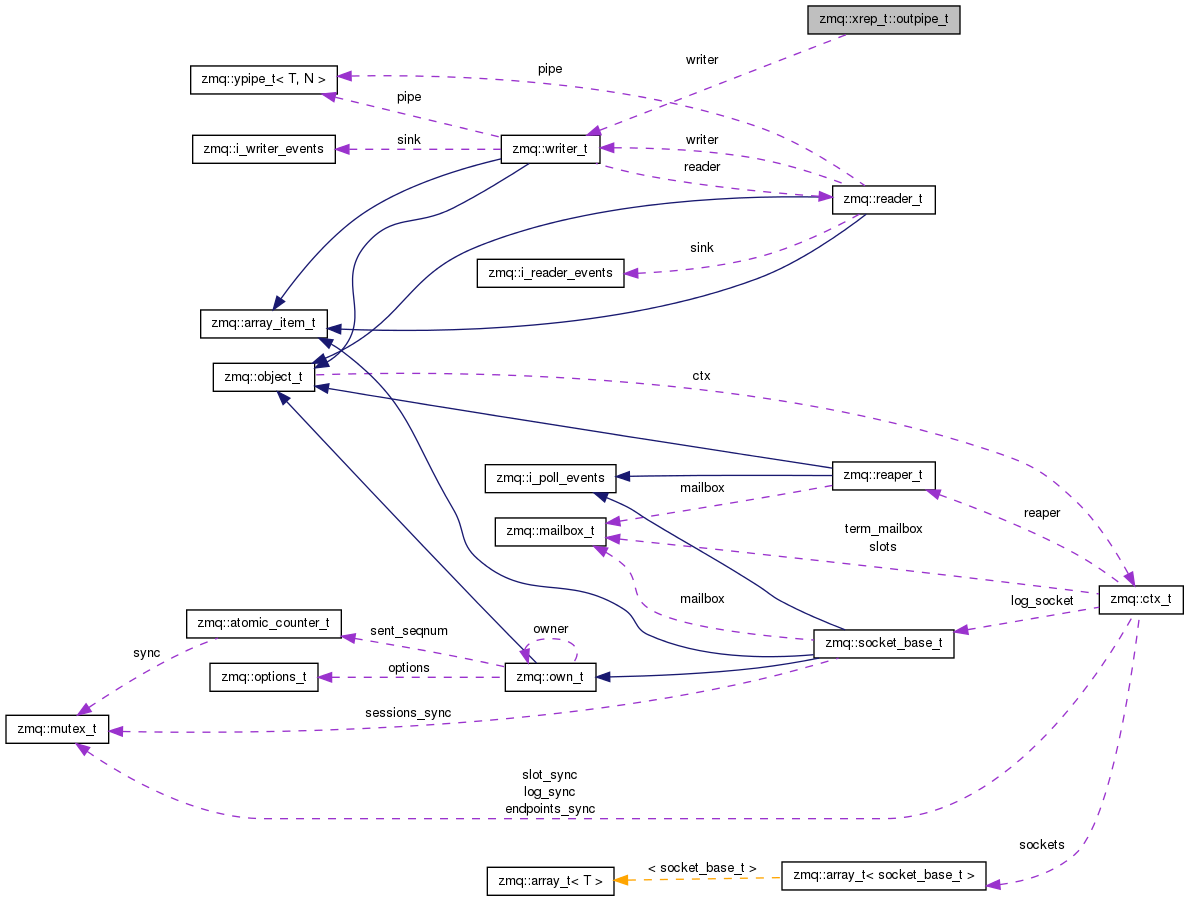 zmq::xrep_t::outpipe_t
writer
pipe
zmq::ypipe_t< T, N >
pipe
sink
zmq::i_writer_events
zmq::writer_t
writer
reader
zmq::reader_t
sink
zmq::i_reader_events
zmq::array_item_t
zmq::object_t
ctx
zmq::i_poll_events
zmq::reaper_t
mailbox
reaper
zmq::mailbox_t
term_mailbox
slots
zmq::ctx_t
log_socket
mailbox
zmq::atomic_counter_t
sent_seqnum
owner
zmq::socket_base_t
sync
zmq::options_t
options
zmq::own_t
sessions_sync
zmq::mutex_t
slot_sync
log_sync
endpoints_sync
sockets
zmq::array_t< T >
< socket_base_t >
zmq::array_t< socket_base_t >